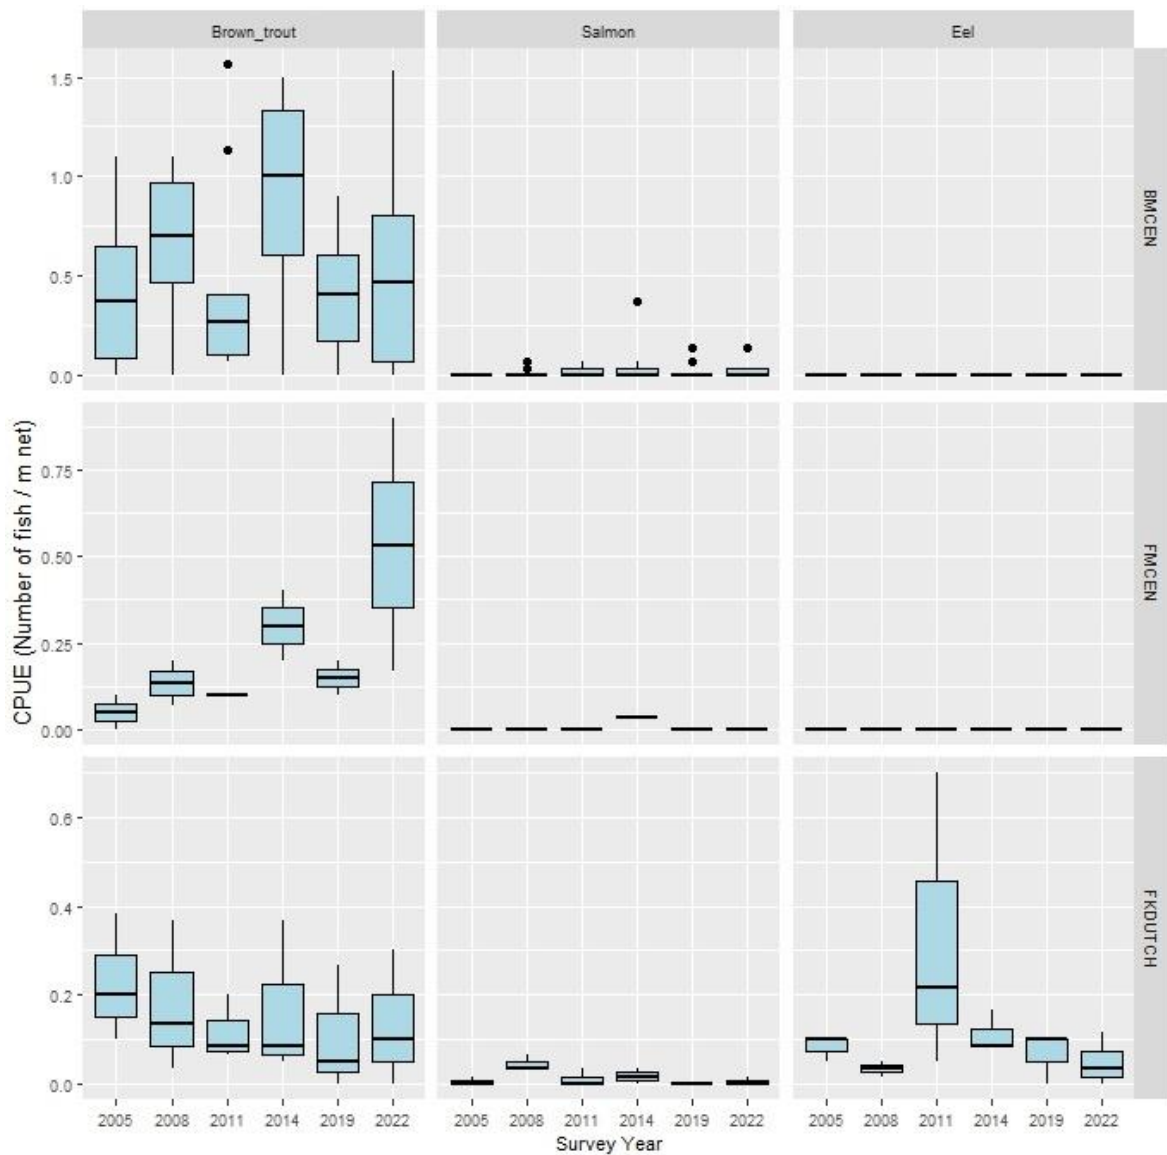 Brown_trout Salmon Eel
1.5
1.0
0.5
0.0
BMCEN
CPUE (Number of fish / m net)
0.75
0.50
0.25
0.00
FMCEN
0.6
0.4
0.2
0.0
FKDUTCH
2005 2008 2011 2014 2019 2022 2005 2008 2011 2014 2019 2022 2005 2008 2011 2014 2019 2022
Survey Year